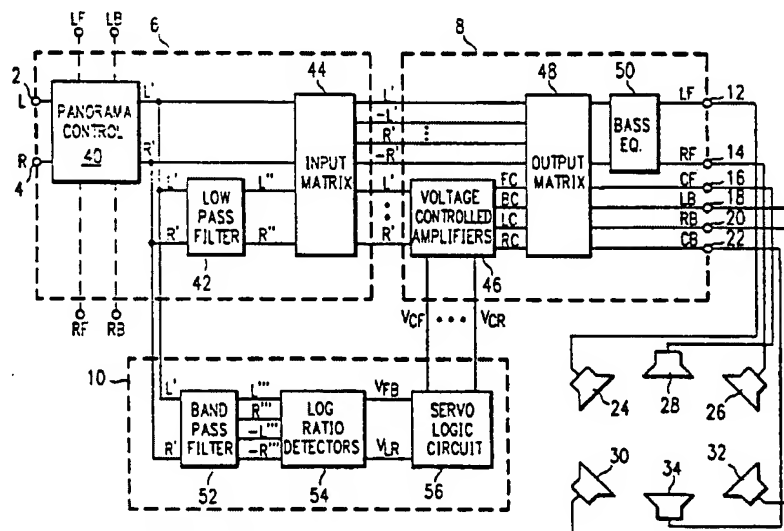 LF LB 6 8
2 L PANORAMA CONTROL 40 L' R'
R 4
44 INPUT MATRIX
L' -L R' -R'
48 OUTPUT MATRIX
50 BASS EQ.
LF 12
RF 14
CF 16
LB 18
RB 20
CB 22
L' R' LOW PASS FILTER 42 L" R"
L' R' VOLTAGE CONTROLLED AMPLIFIERS 46
FC BC LC RC
RF RB
VCF VCR
10
L' R' BAND PASS FILTER 52
L''' R''' -L''' -R'''
LOG RATIO DETECTORS 54
VFB VLR
SERVO LOGIC CIRCUIT 56
24 28 26
30 34 32